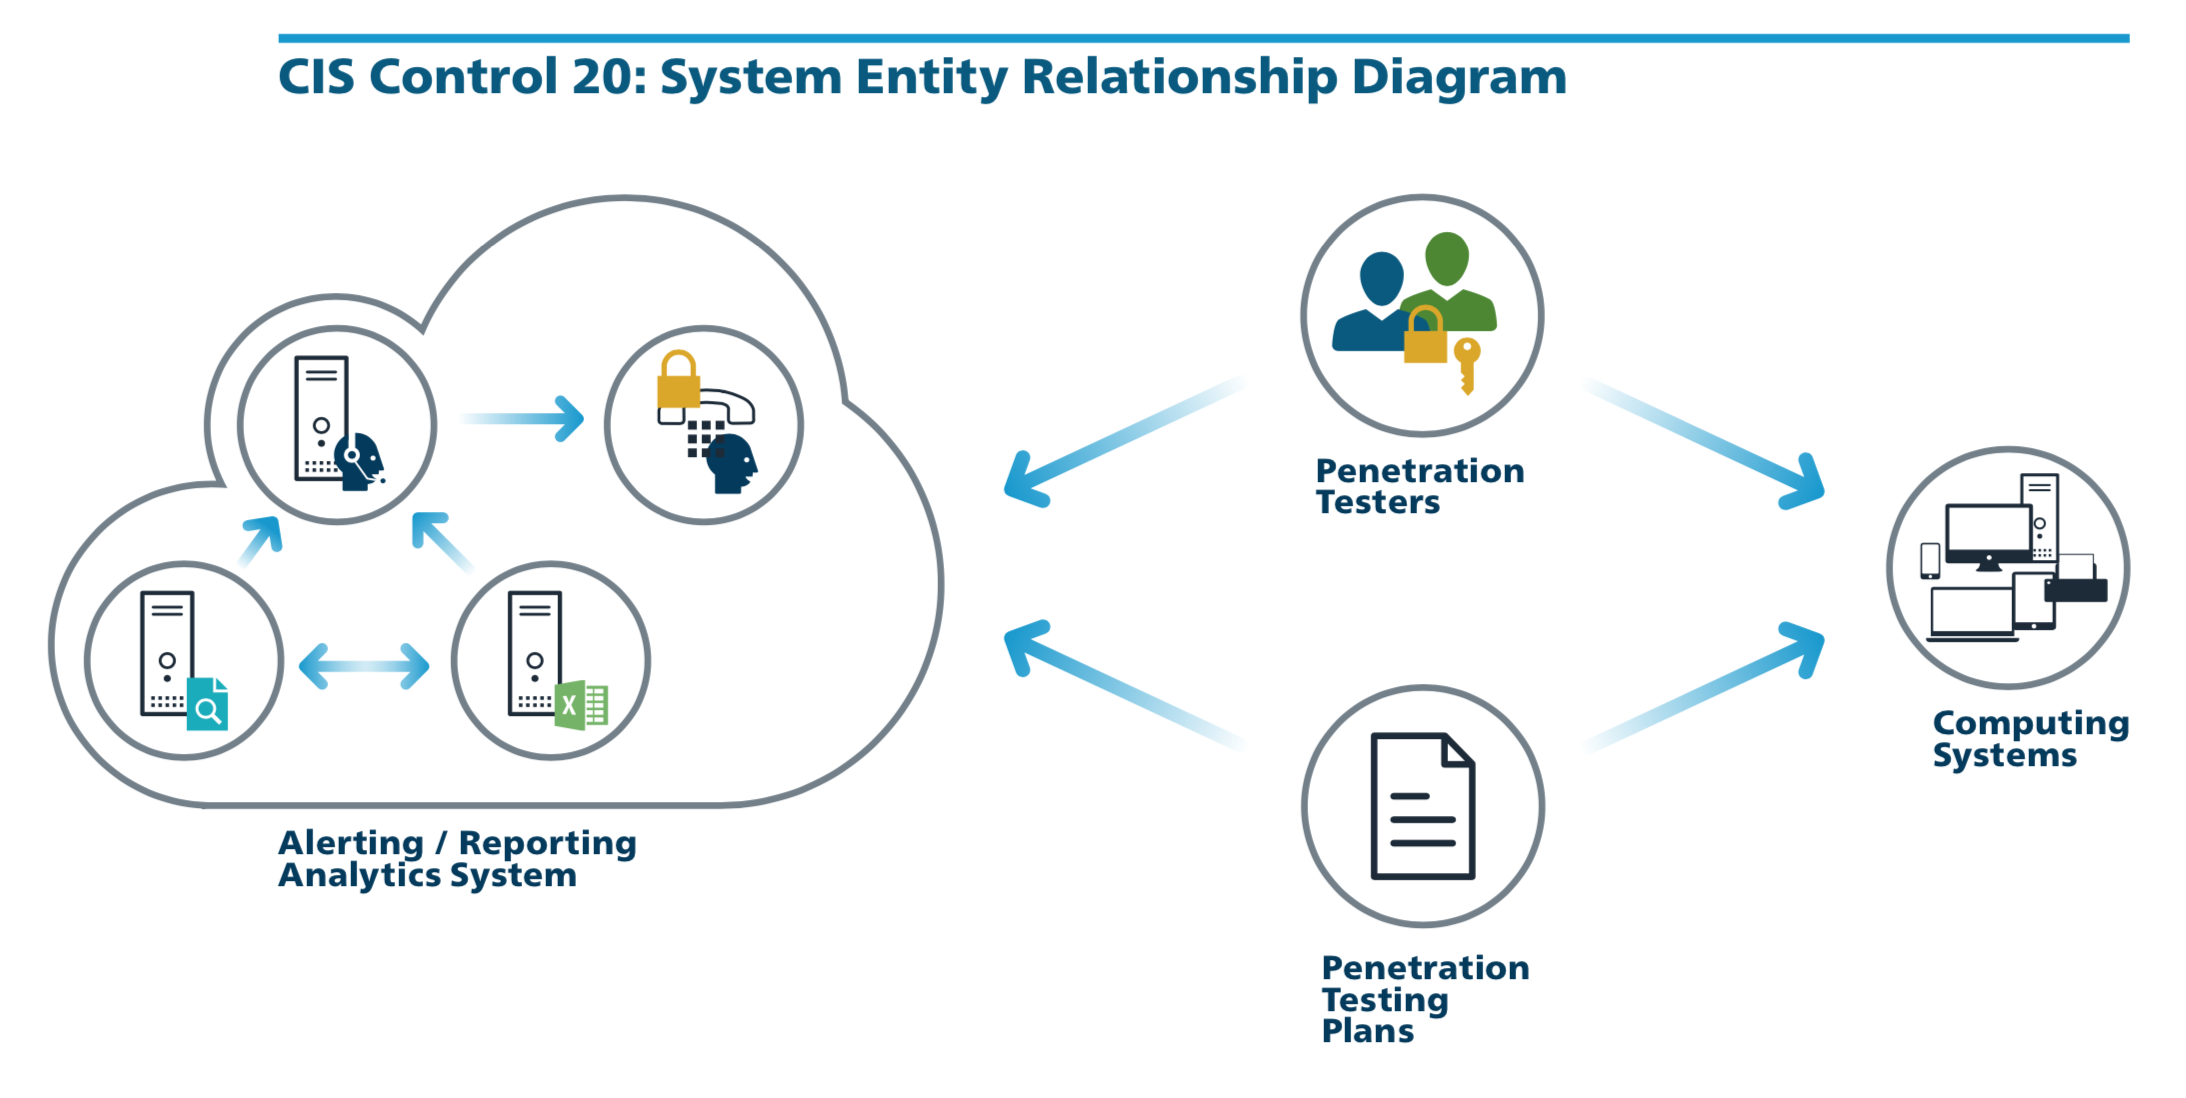 CIS Control 20: System Entity Relationship Diagram
Penetration
Testers
Computing
Systems
X
Alerting / Reporting
Analytics System
Penetration
Testing
Plans